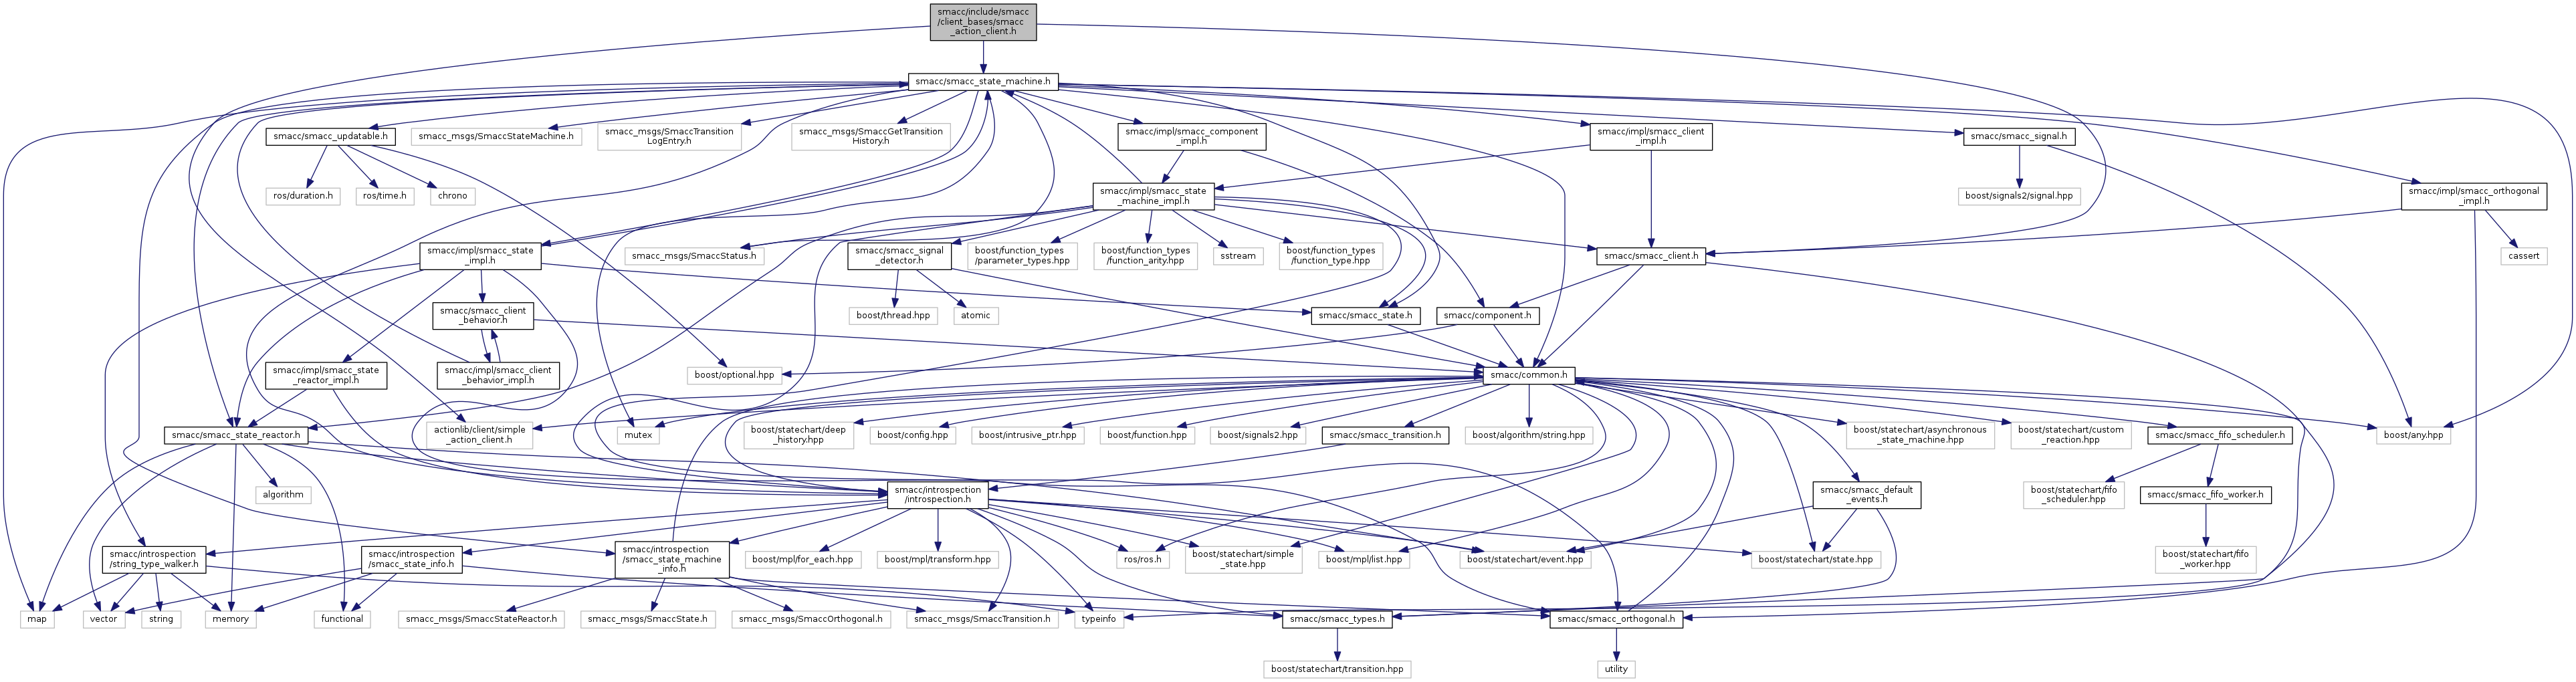 smacc/include/smacc
/client_bases/smacc
_action_client.h
smacc/smacc_state_machine.h
smacc/smacc_updatable.h
smacc_msgs/SmaccStateMachine.h
smacc_msgs/SmaccTransition
LogEntry.h
smacc_msgs/SmaccGetTransition
History.h
smacc/impl/smacc_component
_impl.h
smacc/impl/smacc_client
_impl.h
smacc/smacc_signal.h
ros/duration.h
ros/time.h
chrono
smacc/impl/smacc_state
_machine_impl.h
boost/signals2/signal.hpp
smacc/impl/smacc_orthogonal
_impl.h
smacc/impl/smacc_state
_impl.h
smacc_msgs/SmaccStatus.h
smacc/smacc_signal
_detector.h
boost/function_types
/parameter_types.hpp
boost/function_types
/function_arity.hpp
sstream
boost/function_types
/function_type.hpp
smacc/smacc_client.h
cassert
smacc/smacc_client
_behavior.h
boost/thread.hpp
atomic
smacc/smacc_state.h
smacc/component.h
smacc/impl/smacc_state
_reactor_impl.h
smacc/impl/smacc_client
_behavior_impl.h
boost/optional.hpp
smacc/common.h
smacc/smacc_state_reactor.h
actionlib/client/simple
_action_client.h
mutex
boost/statechart/deep
_history.hpp
boost/config.hpp
boost/intrusive_ptr.hpp
boost/function.hpp
boost/signals2.hpp
smacc/smacc_transition.h
boost/algorithm/string.hpp
boost/statechart/asynchronous
_state_machine.hpp
boost/statechart/custom
_reaction.hpp
smacc/smacc_fifo_scheduler.h
boost/any.hpp
algorithm
smacc/introspection
/introspection.h
smacc/smacc_default
_events.h
boost/statechart/fifo
_scheduler.hpp
smacc/smacc_fifo_worker.h
smacc/introspection
/string_type_walker.h
smacc/introspection
/smacc_state_info.h
smacc/introspection
/smacc_state_machine
_info.h
boost/mpl/for_each.hpp
boost/mpl/transform.hpp
ros/ros.h
boost/statechart/simple
_state.hpp
boost/mpl/list.hpp
boost/statechart/event.hpp
boost/statechart/state.hpp
boost/statechart/fifo
_worker.hpp
map
vector
string
memory
functional
smacc_msgs/SmaccStateReactor.h
smacc_msgs/SmaccState.h
smacc_msgs/SmaccOrthogonal.h
smacc_msgs/SmaccTransition.h
typeinfo
smacc/smacc_types.h
smacc/smacc_orthogonal.h
boost/statechart/transition.hpp
utility